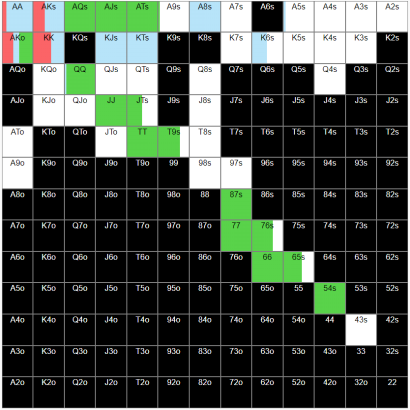 AA AKs AQs AJs ATs A9s A8s A7s A6s A5s A4s A3s A2s
AKo KK KQs KJs KTs K9s K8s K7s K6s K5s K4s K3s K2s
AQo KQo QQ QJs QTs Q9s Q8s Q7s Q6s Q5s Q4s Q3s Q2s
AJo KJo QJo JJ JTs J9s J8s J7s J6s J5s J4s J3s J2s
ATo KTo QTo JTo TT T9s T8s T7s T6s T5s T4s T3s T2s
A9o K9o Q9o J9o T9o 99 98s 97s 96s 95s 94s 93s 92s
A8o K8o Q8o J8o T8o 98o 88 87s 86s 85s 84s 83s 82s
A7o K7o Q7o J7o T7o 97o 87o 77 76s 75s 74s 73s 72s
A6o K6o Q6o J6o T6o 96o 86o 76o 66 65s 64s 63s 62s
A5o K5o Q5o J5o T5o 95o 85o 75o 65o 55 54s 53s 52s
A4o K4o Q4o J4o T4o 94o 84o 74o 64o 54o 44 43s 42s
A3o K3o Q3o J3o T3o 93o 83o 73o 63o 53o 43o 33 32s
A2o K2o Q2o J2o T2o 92o 82o 72o 62o 52o 42o 32o 22